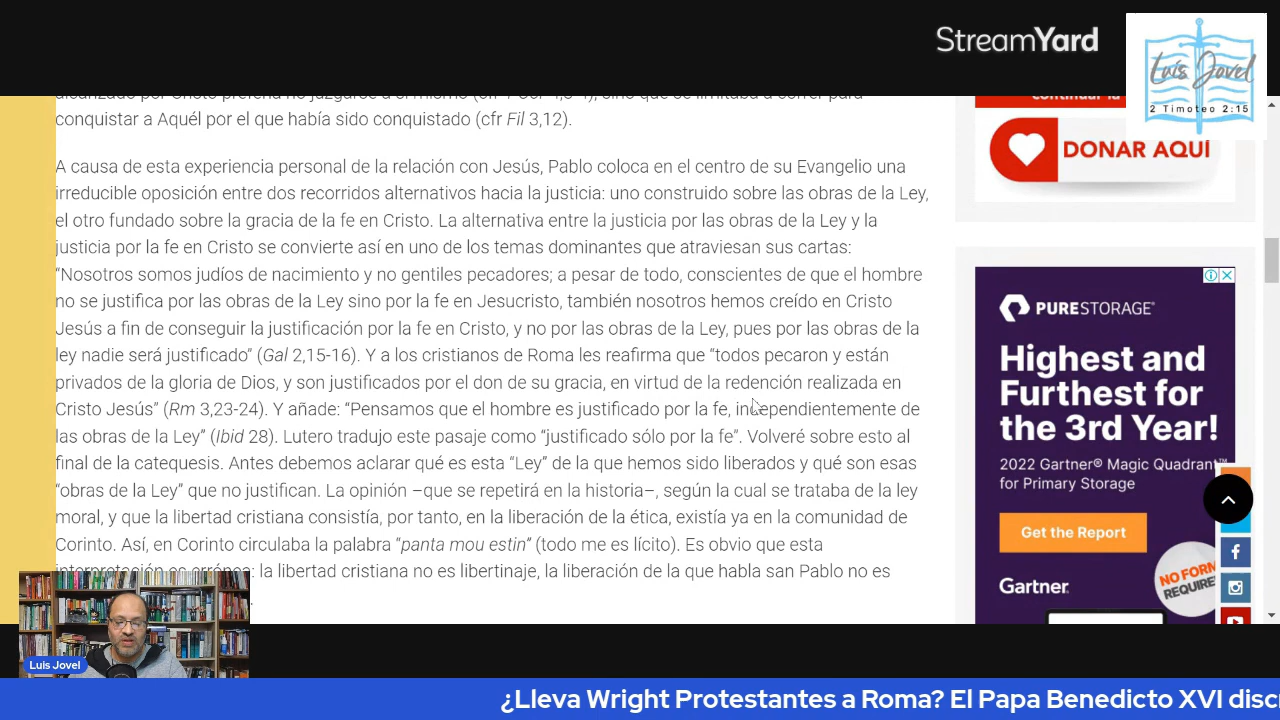 StreamYard
Luis Jovel
2 Timoteo 2:15
conquistar a Aquél por el que había sido conquistado (cfr Fil 3,12).
A causa de esta experiencia personal de la relación con Jesús, Pablo coloca en el centro de su Evangelio una
irreducible oposición entre dos recorridos alternativos hacia la justicia: uno construido sobre las obras de la Ley,
el otro fundado sobre la gracia de la fe en Cristo. La alternativa entre la justicia por las obras de la Ley y la
justicia por la fe en Cristo se convierte así en uno de los temas dominantes que atraviesan sus cartas:
“Nosotros somos judíos de nacimiento y no gentiles pecadores; a pesar de todo, conscientes de que el hombre
no se justifica por las obras de la Ley sino por la fe en Jesucristo, también nosotros hemos creído en Cristo
Jesús a fin de conseguir la justificación por la fe en Cristo, y no por las obras de la Ley, pues por las obras de la
ley nadie será justificado” (Gal 2,15-16). Y a los cristianos de Roma les reafirma que “todos pecaron y están
privados de la gloria de Dios, y son justificados por el don de su gracia, en virtud de la redención realizada en
Cristo Jesús” (Rm 3,23-24). Y añade: “Pensamos que el hombre es justificado por la fe, independientemente de
las obras de la Ley” (Ibid 28). Lutero tradujo este pasaje como “justificado sólo por la fe”. Volveré sobre esto al
final de la catequesis. Antes debemos aclarar qué es esta “Ley” de la que hemos sido liberados y qué son esas
“obras de la Ley” que no justifican. La opinión –que se repetirá en la historia–, según la cual se trataba de la ley
moral, y que la libertad cristiana consistía, por tanto, en la liberación de la ética, existía ya en la comunidad de
Corinto. Así, en Corinto circulaba la palabra “panta mou estin” (todo me es lícito). Es obvio que esta
la libertad cristiana no es libertinaje, la liberación de la que habla san Pablo no es
DONAR AQUÍ
PURESTORAGE®
Highest and
Furthest for
the 3rd Year!
2022 Gartner® Magic Quadrant™
for Primary Storage
Get the Report
Gartner
NO FORM
REQUIRED
Luis Jovel
¿Lleva Wright Protestantes a Roma? El Papa Benedicto XVI disc